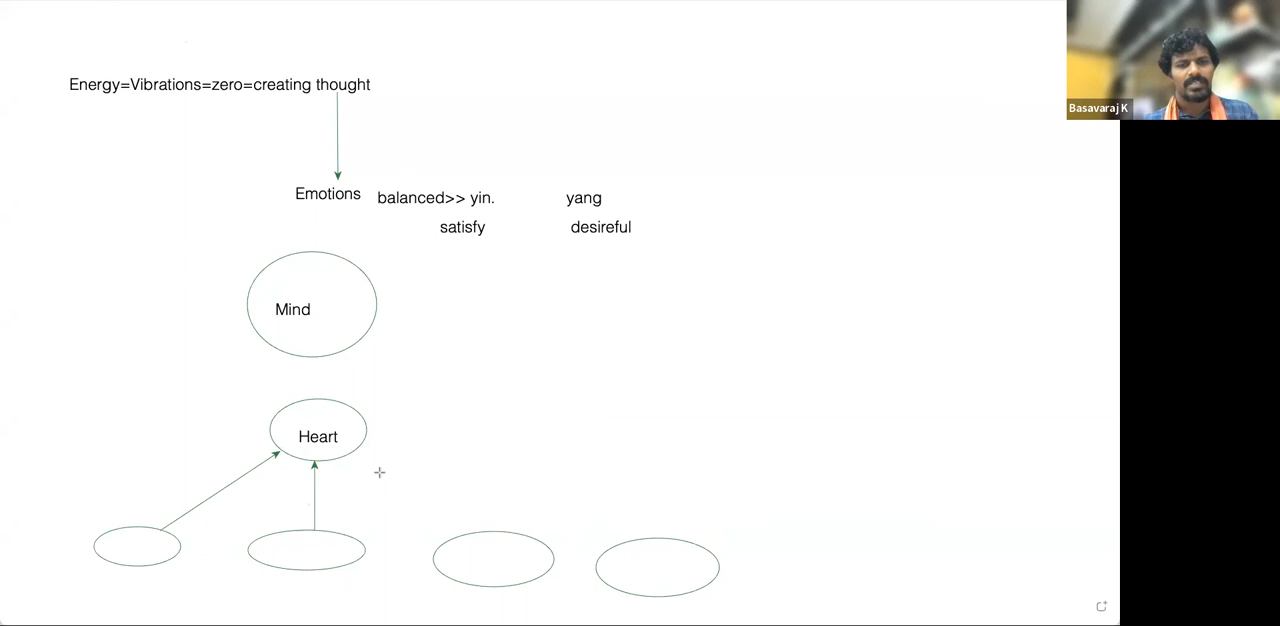 Energy=Vibrations=zero=creating thought
Basavaraj K
Emotions balanced>> yin. yang
satisfy desireful
Mind
Heart